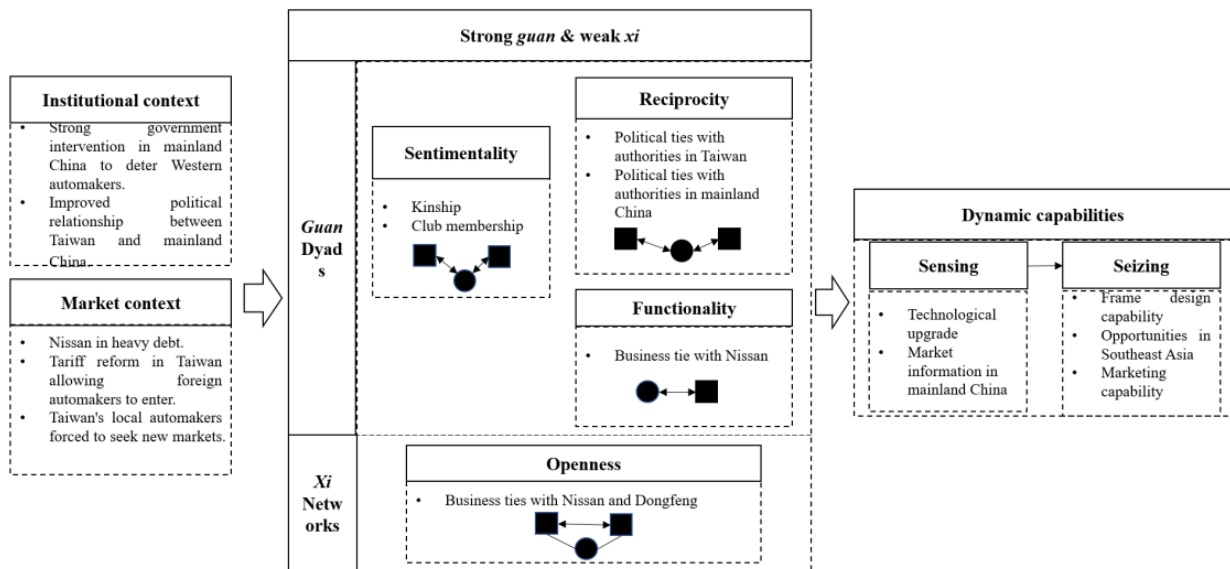 Strong guan & weak xi
Institutional context
• Strong government
intervention in mainland
China to deter Western
automakers.
• Improved political
relationship between
Taiwan and mainland
China.
Market context
• Nissan in heavy debt.
• Tariff reform in Taiwan
allowing foreign
automakers to enter.
• Taiwan's local automakers
forced to seek new markets.
Guan
Dyad
s
Sentimentality
• Kinship
• Club membership
Reciprocity
• Political ties with
authorities in Taiwan
• Political ties with
authorities in mainland
China
Functionality
• Business tie with Nissan
Xi
Netw
orks
Openness
• Business ties with Nissan and Dongfeng
Dynamic capabilities
Sensing
• Technological
upgrade
• Market
information in
mainland China
Seizing
• Frame design
capability
• Opportunities in
Southeast Asia
• Marketing
capability